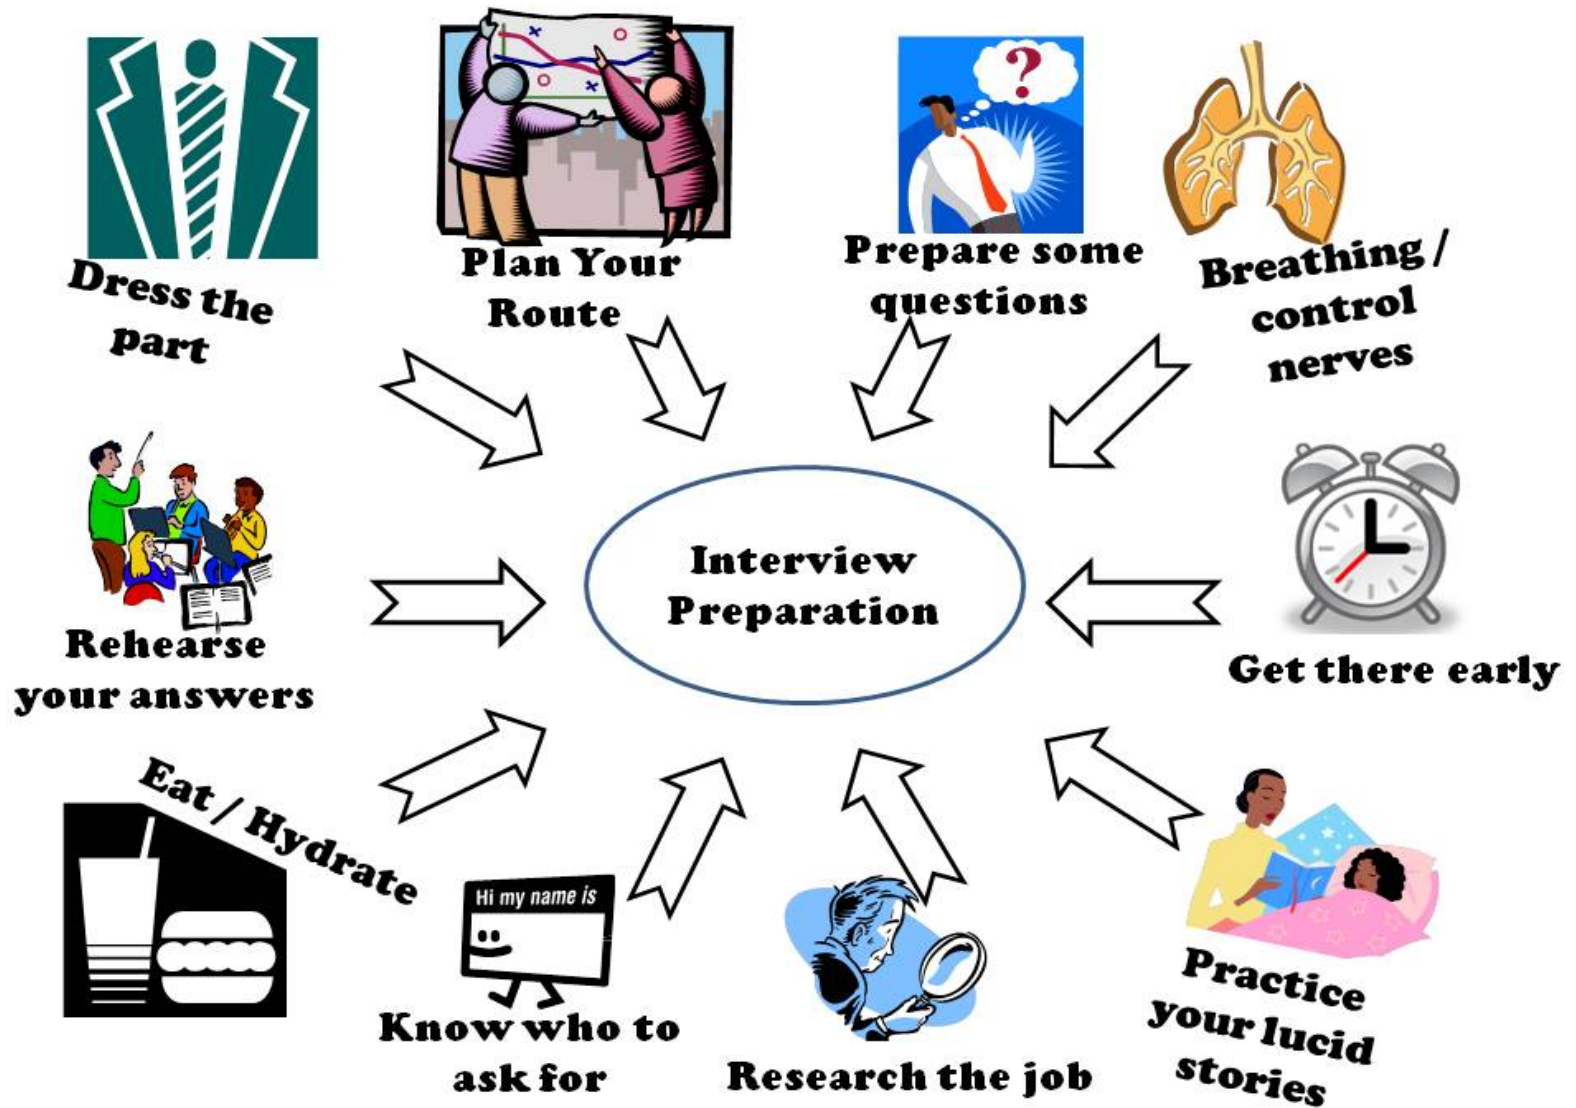 Dress the
part
Plan Your
Route
?
Prepare some
questions
Breathing /
control
nerves
Rehearse
your answers
Interview
Preparation
Get there early
Eat / Hydrate
Hi my name is
Know who to
ask for
Research the job
Practice
your lucid
stories